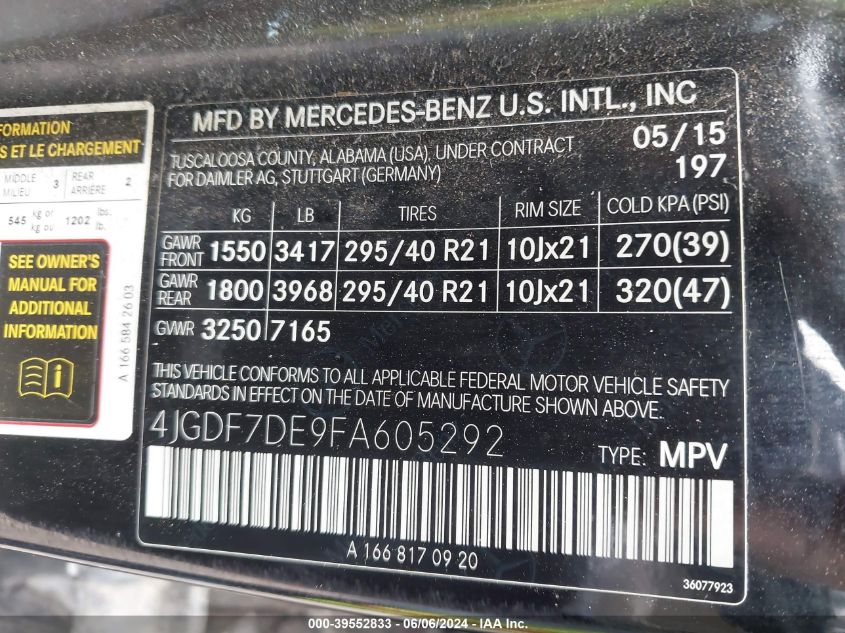 FORMATION
S ET LE CHARGEMENT
MIDDLE MILIEU 3 REAR ARRIÈRE 2
545 kg or kg ou 1202 lbs. lb.
SEE OWNER'S
MANUAL FOR
ADDITIONAL
INFORMATION
A 166 584 26 03
MFD BY MERCEDES-BENZ U.S. INTL., INC
TUSCALOOSA COUNTY, ALABAMA (USA), UNDER CONTRACT 05/15
FOR DAIMLER AG, STUTTGART (GERMANY) 197
KG LB TIRES RIM SIZE COLD KPA (PSI)
GAWR FRONT 1550 3417 295/40 R21 10Jx21 270(39)
GAWR REAR 1800 3968 295/40 R21 10Jx21 320(47)
GVWR 3250 7165
THIS VEHICLE CONFORMS TO ALL APPLICABLE FEDERAL MOTOR VEHICLE SAFETY
STANDARDS IN EFFECT ON THE DATE OF MANUFACTURE SHOWN ABOVE.
4JGDF7DE9FA605292
TYPE: MPV
A 166 817 09 20
36077923
000-39552833 - 06/06/2024 - IAA Inc.